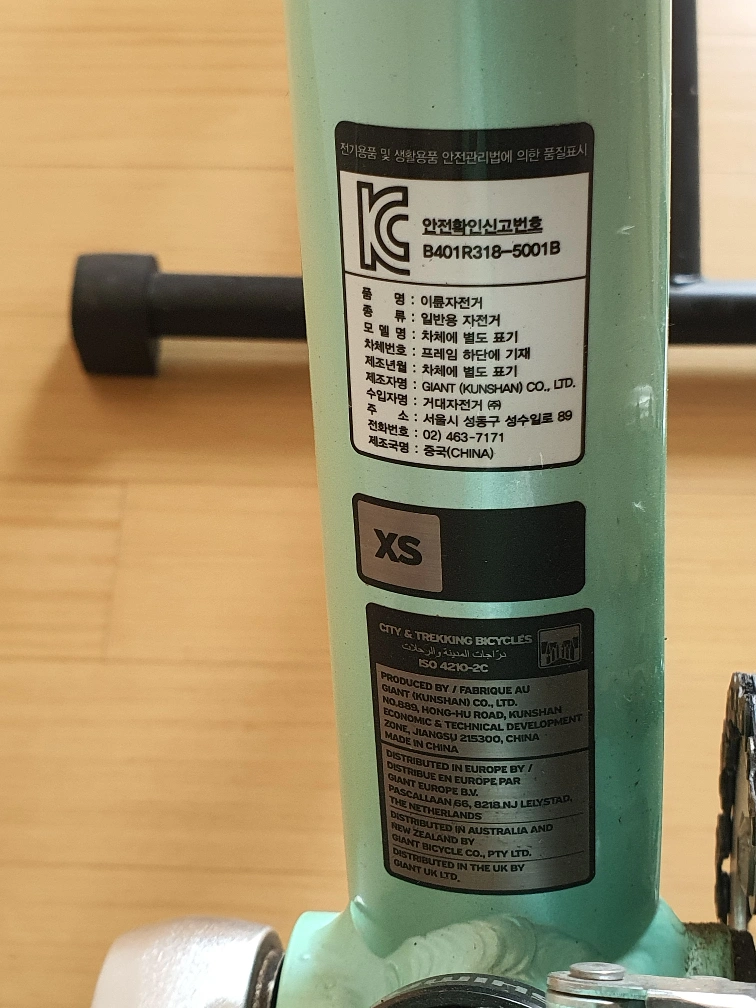 전기용품 및 생활용품 안전관리법에 의한 품질표시
안전확인신고번호
B401R318-5001B
품 명 : 이륜자전거
종 류 : 일반용 자전거
모 델 명 : 차체에 별도 표기
차체번호 : 프레임 하단에 기재
제조년월 : 차체에 별도 표기
제조자명 : GIANT (KUNSHAN) CO., LTD.
수입자명 : 거대자전거 ㈜
주 소 : 서울시 성동구 성수일로 89
전화번호 : 02) 463-7171
제조국명 : 중국(CHINA)
XS
CITY & TREKKING BICYCLES
درّاجات المدينة والرحلات
ISO 4210-2C
PRODUCED BY / FABRIQUE AU
GIANT (KUNSHAN) CO., LTD.
NO.889, HONG-HU ROAD, KUNSHAN
ECONOMIC & TECHNICAL DEVELOPMENT
ZONE, JIANGSU 215300, CHINA
MADE IN CHINA
DISTRIBUTED IN EUROPE BY /
DISTRIBUE EN EUROPE PAR
GIANT EUROPE B.V.
PASCALLAAN 66, 8218.NJ LELYSTAD,
THE NETHERLANDS
DISTRIBUTED IN AUSTRALIA AND
NEW ZEALAND BY
GIANT BICYCLE CO., PTY LTD.
DISTRIBUTED IN THE UK BY
GIANT UK LTD.